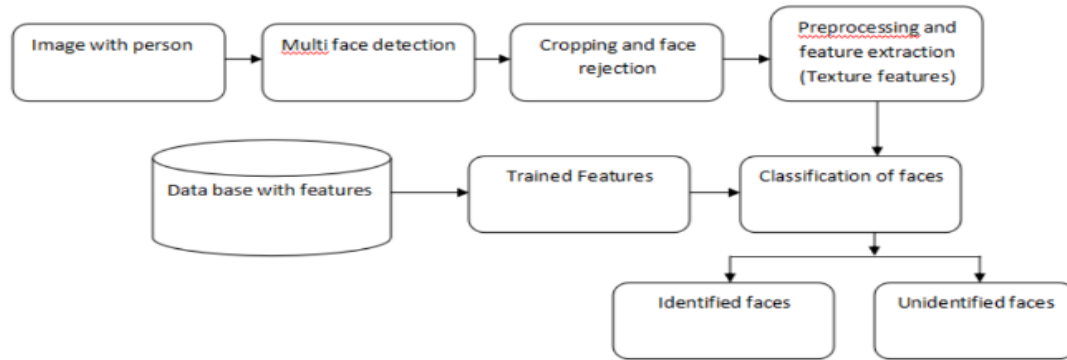 Image with person
Multi face detection
Cropping and face
rejection
Preprocessing and
feature extraction
(Texture features)
Data base with features
Trained Features
Classification of faces
Identified faces
Unidentified faces